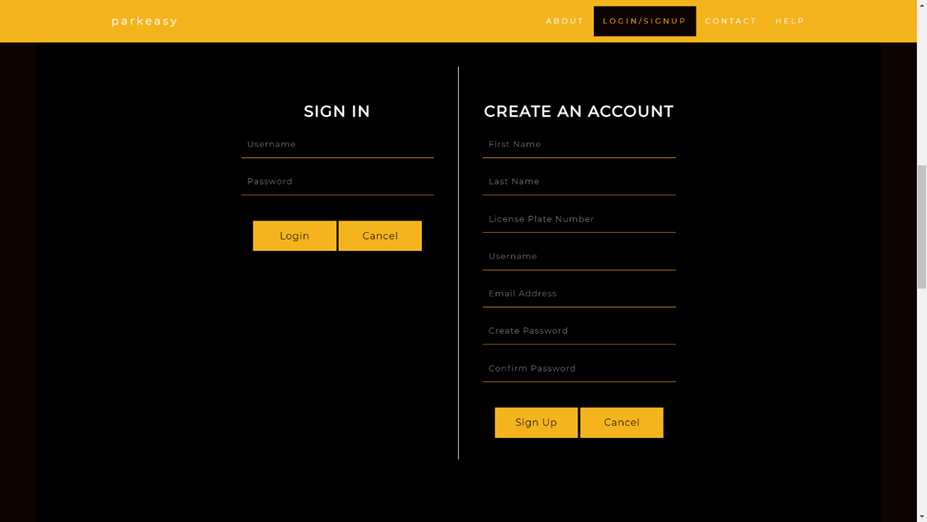 parkeasy
ABOUT LOGIN/SIGNUP CONTACT HELP
SIGN IN
Username
Password
Login Cancel
CREATE AN ACCOUNT
First Name
Last Name
License Plate Number
Username
Email Address
Create Password
Confirm Password
Sign Up Cancel